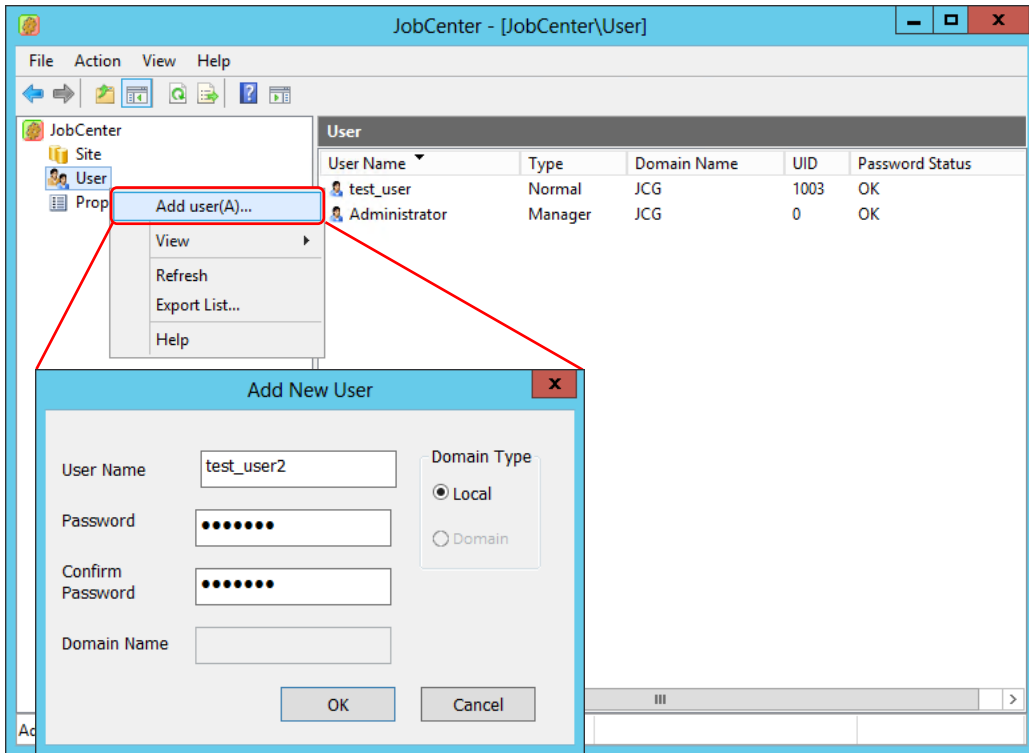 JobCenter - [JobCenter\User]
File Action View Help
JobCenter
Site
User
Prop
Add user(A)...
View
Refresh
Export List...
Help
User
User Name Type Domain Name UID Password Status
test_user Normal JCG 1003 OK
Administrator Manager JCG 0 OK
Add New User
User Name test_user2
Password
Confirm
Password
Domain Name
Domain Type
Local
Domain
OK Cancel
Ad